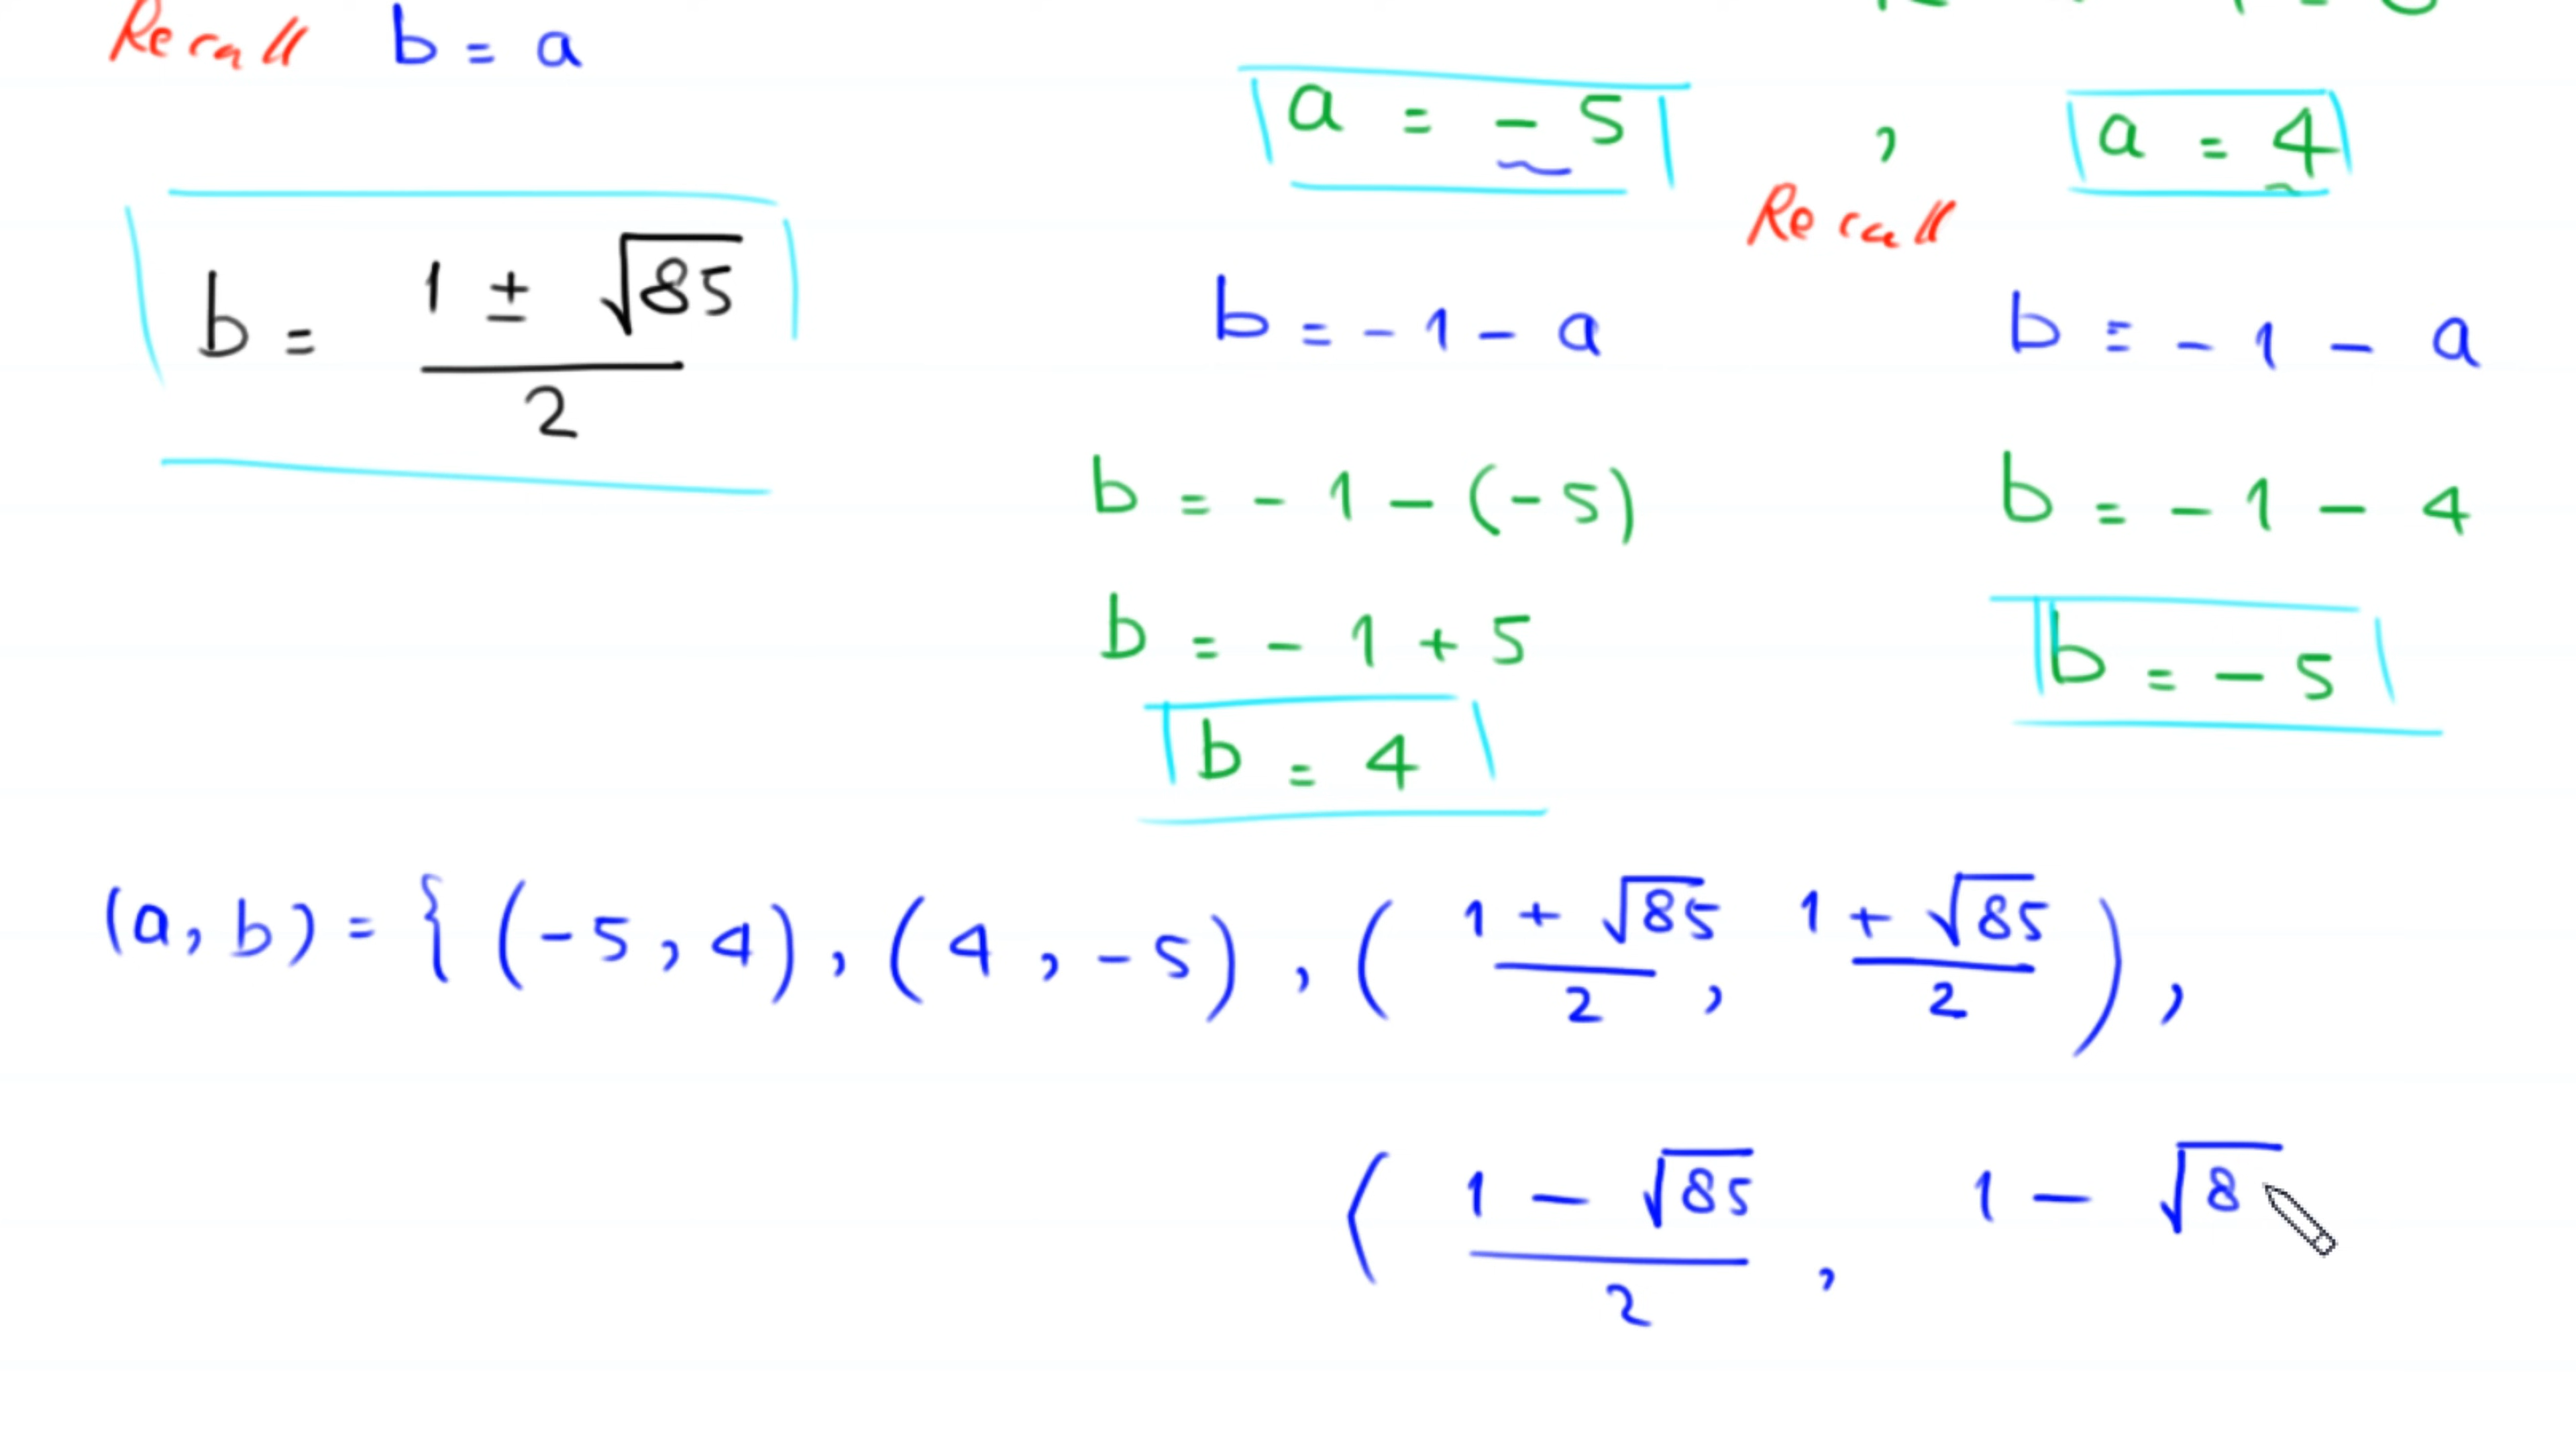 Recall b = a
a = -5 , a = 4
Recall
b = (1 ± √85)/2
b = -1 - a
b = -1 - a
b = -1 - (-5)
b = -1 - 4
b = -1 + 5
b = -5
b = 4
(a, b) = { (-5, 4), (4, -5), ((1 + √85)/2, (1 + √85)/2),
((1 - √85)/2, 1 - √8